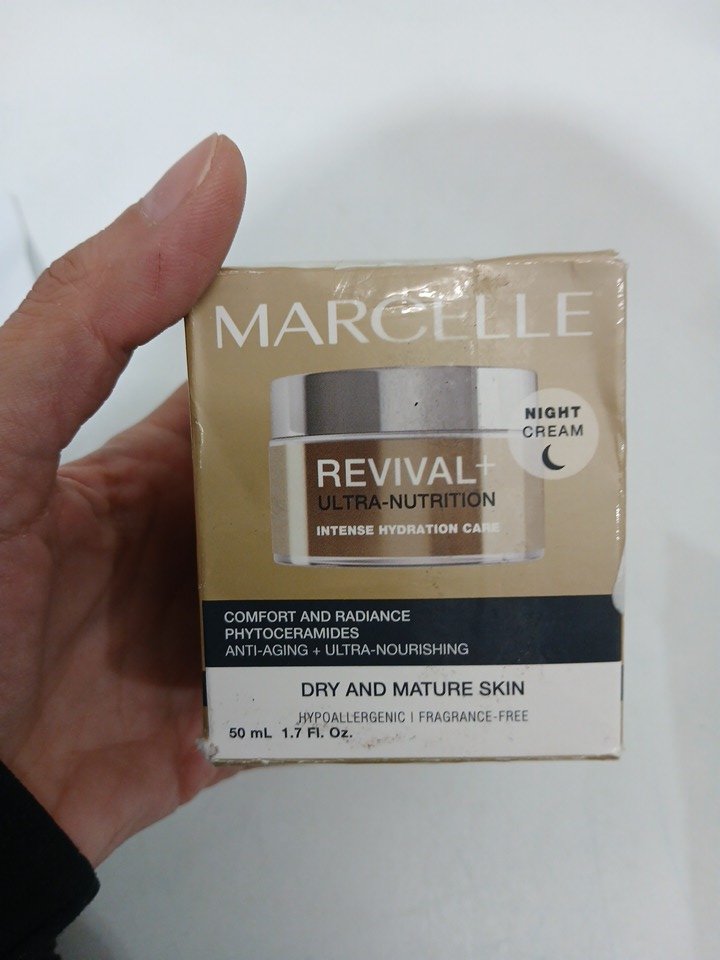 MARCELLE
NIGHT
CREAM
REVIVAL+
ULTRA-NUTRITION
INTENSE HYDRATION CARE
COMFORT AND RADIANCE
PHYTOCERAMIDES
ANTI-AGING + ULTRA-NOURISHING
DRY AND MATURE SKIN
HYPOALLERGENIC | FRAGRANCE-FREE
50 mL 1.7 Fl. Oz.